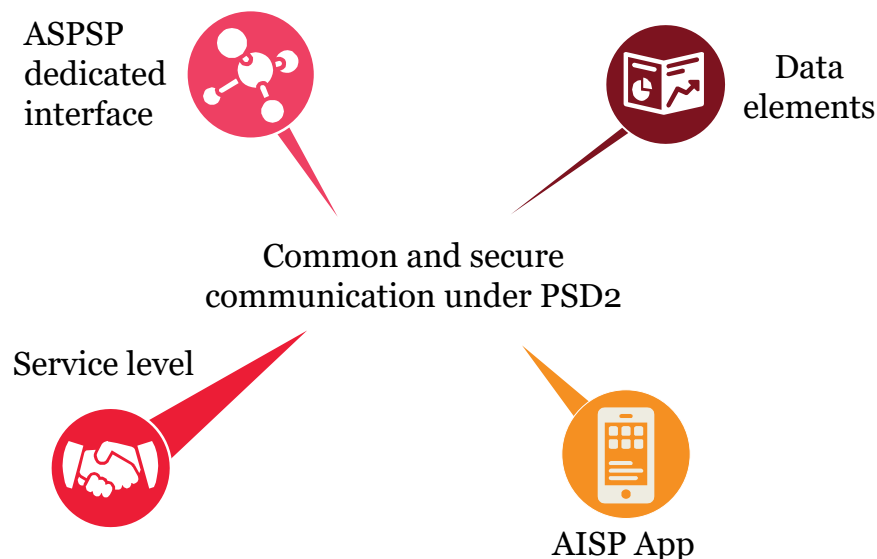 ASPSP
dedicated
interface
Data
elements
Common and secure
communication under PSD2
Service level
AISP App